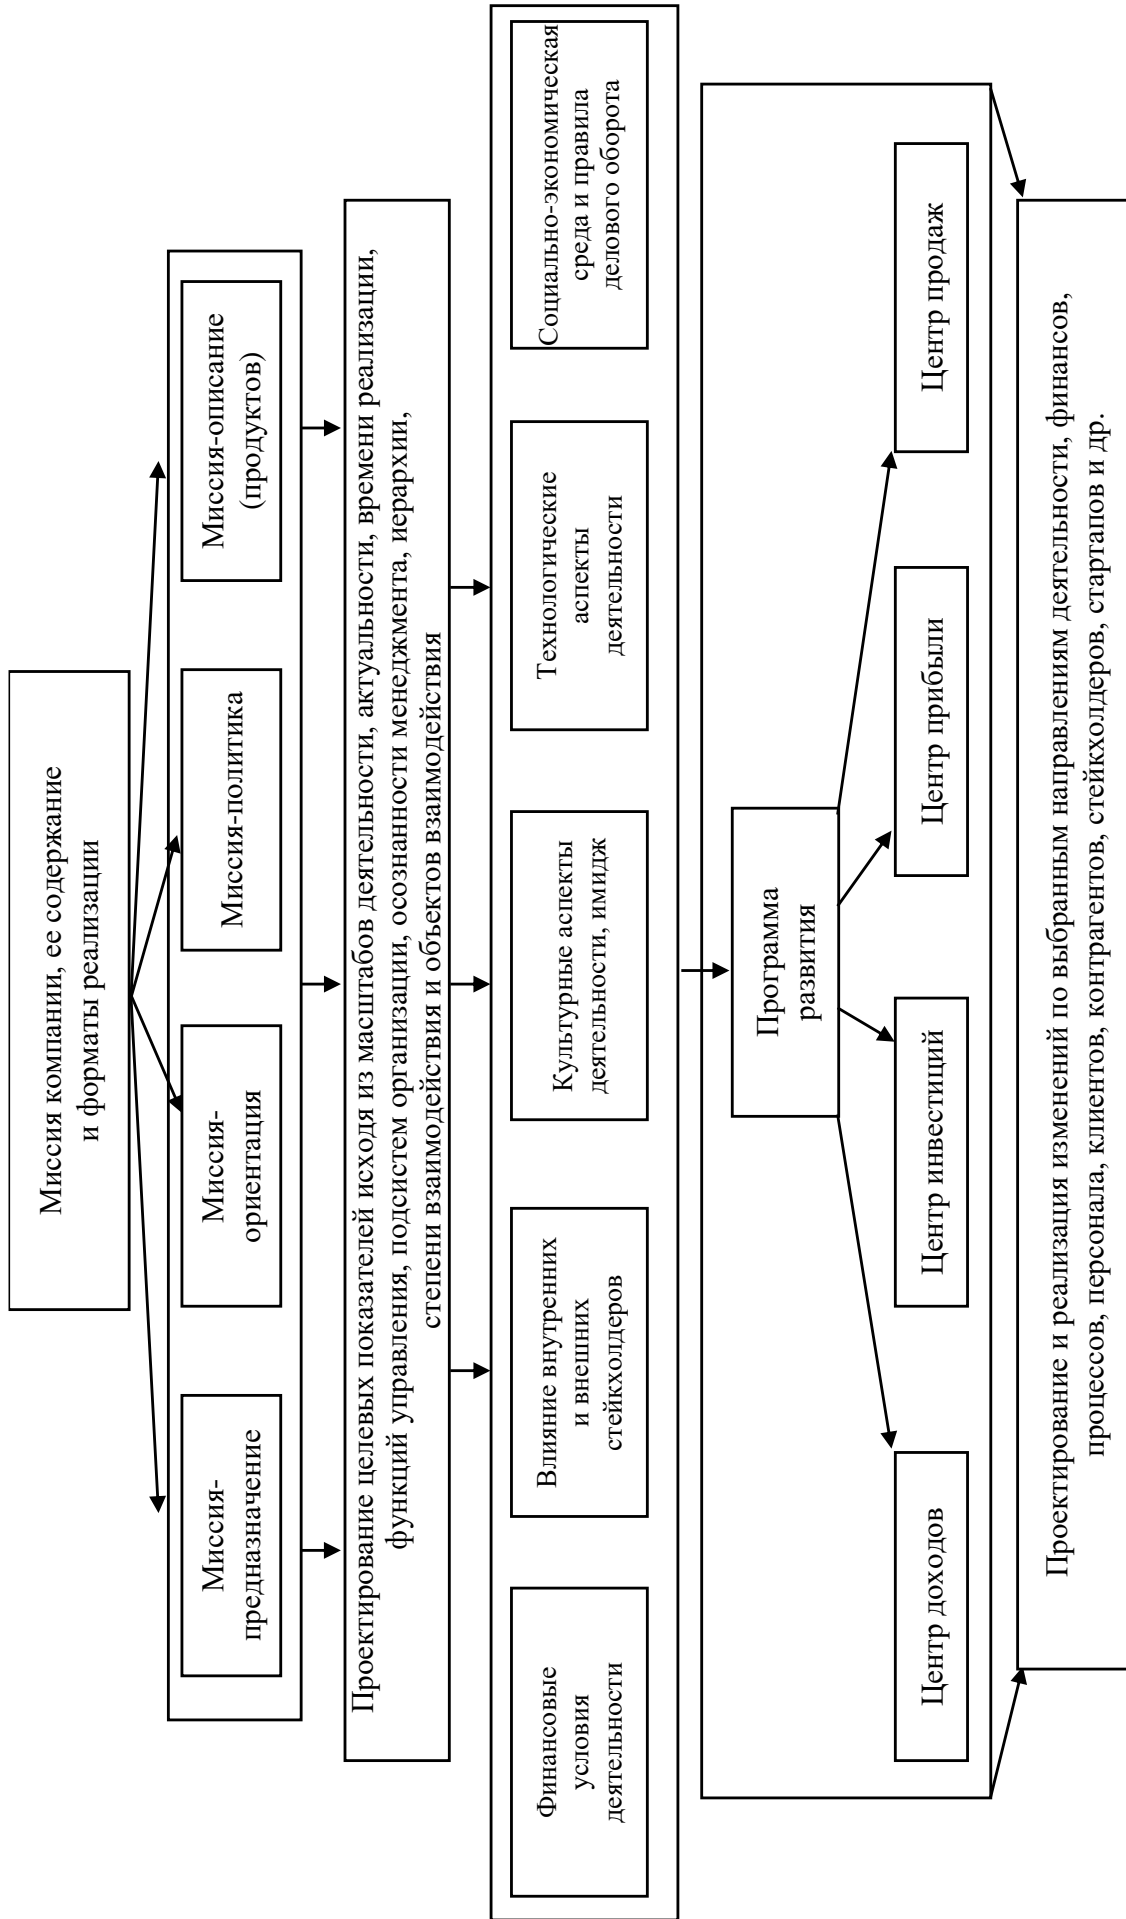 Миссия компании, ее содержание
и форматы реализации
Миссия-
предназначение
Миссия-
ориентация
Миссия-политика
Миссия-описание
(продуктов)
Проектирование целевых показателей исходя из масштабов деятельности, актуальности, времени реализации,
функций управления, подсистем организации, осознанности менеджмента, иерархии,
степени взаимодействия и объектов взаимодействия
Финансовые
условия
деятельности
Влияние внутренних
и внешних
стейкхолдеров
Культурные аспекты
деятельности, имидж
Технологические
аспекты
деятельности
Социально-экономическая
среда и правила
делового оборота
Программа
развития
Центр доходов
Центр инвестиций
Центр прибыли
Центр продаж
Проектирование и реализация изменений по выбранным направлениям деятельности, финансов,
процессов, персонала, клиентов, контрагентов, стейкхолдеров, стартапов и др.